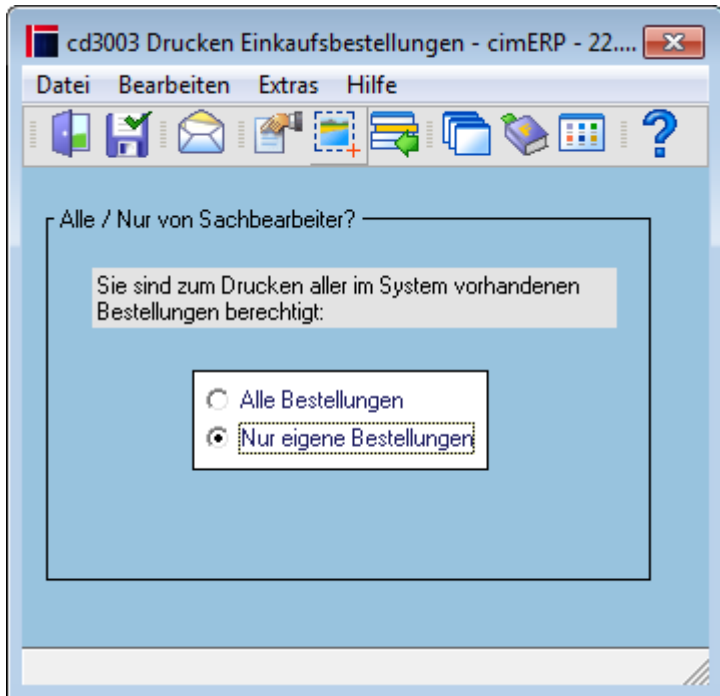 cd3003 Drucken Einkaufsbestellungen - cimERP - 22....
Datei Bearbeiten Extras Hilfe
Alle / Nur von Sachbearbeiter?
Sie sind zum Drucken aller im System vorhandenen
Bestellungen berechtigt:
Alle Bestellungen
Nur eigene Bestellungen